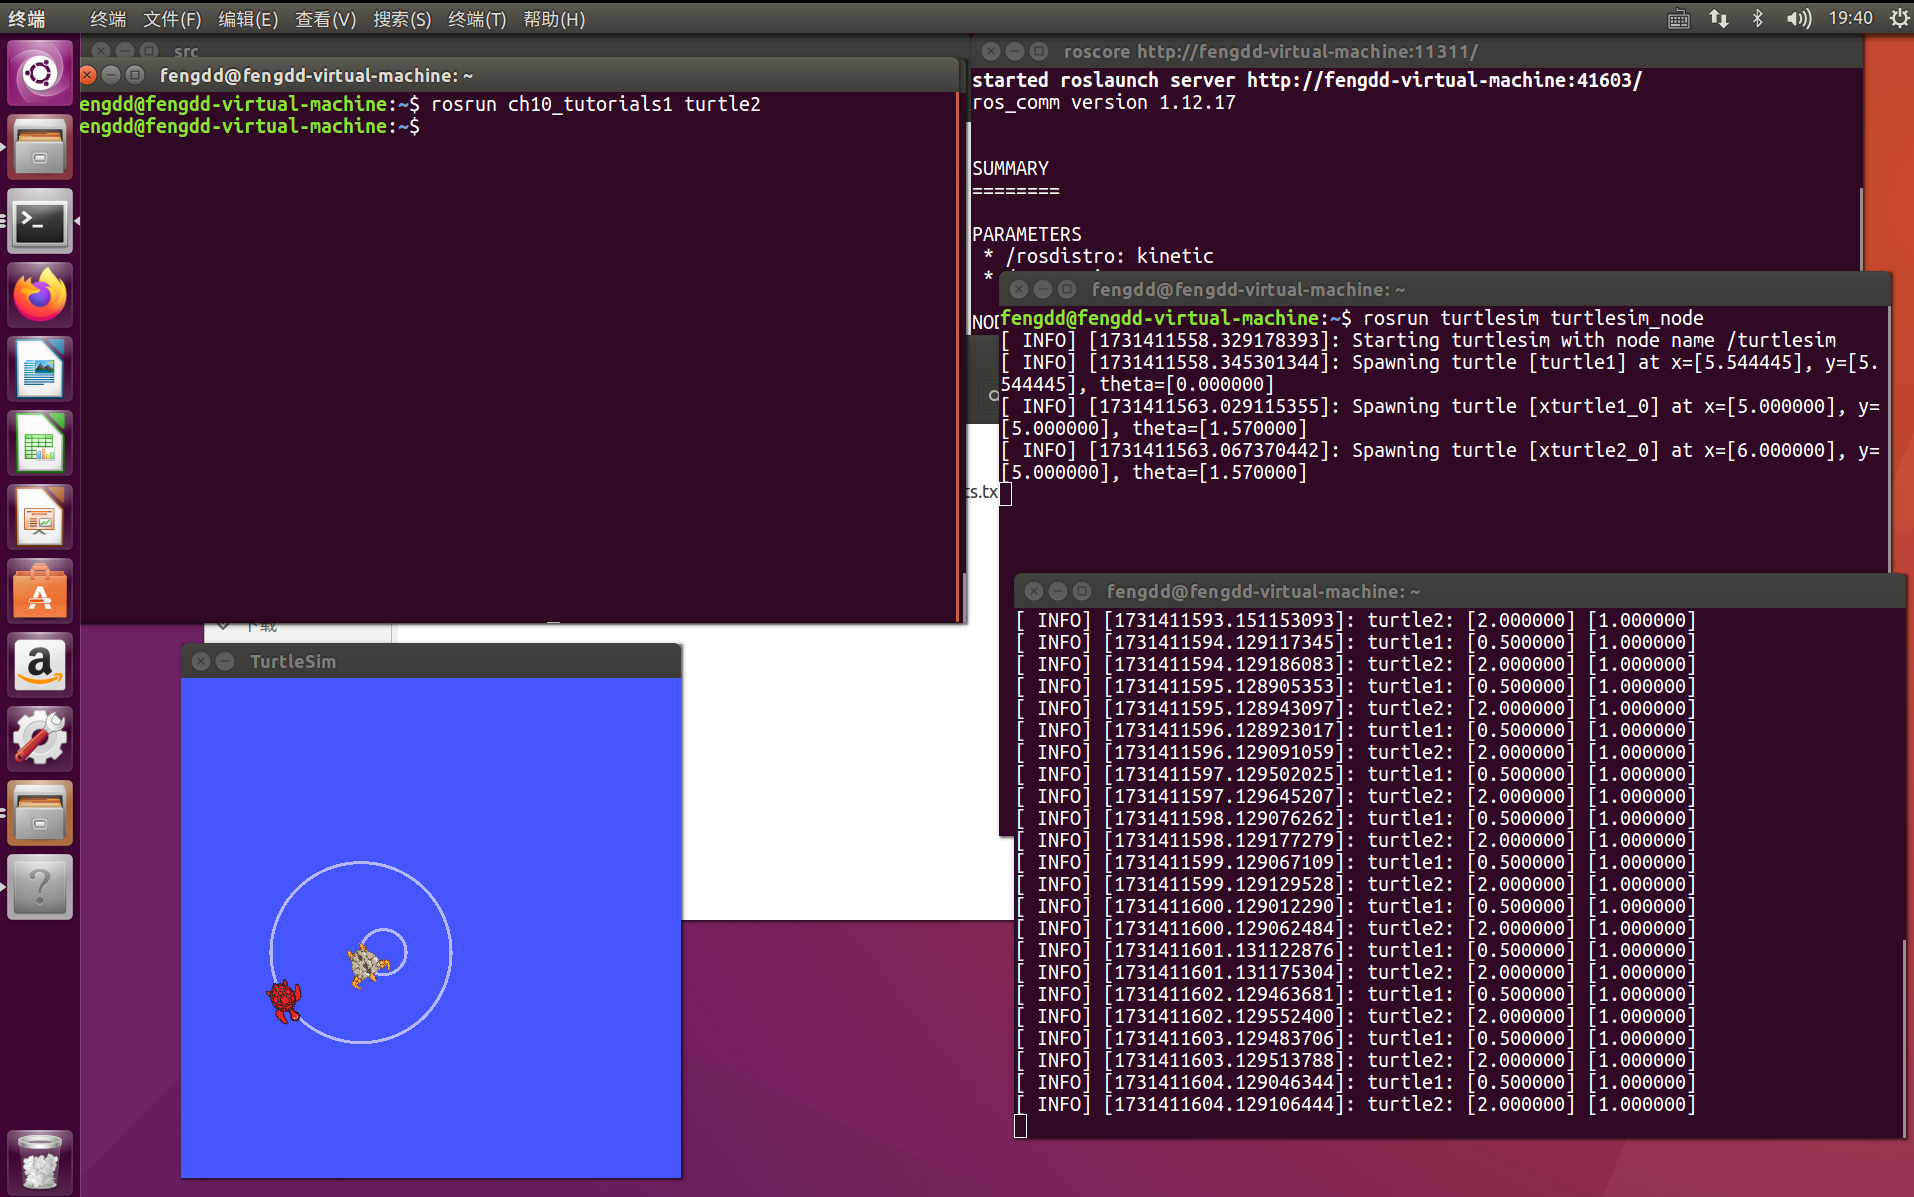 终端 终端 文件(F) 编辑(E) 查看(V) 搜索(S) 终端(T) 帮助(H) 19:40
src
fengdd@fengdd-virtual-machine: ~
engdd@fengdd-virtual-machine:~$ rosrun ch10_tutorials1 turtle2
engdd@fengdd-virtual-machine:~$
roscore http://fengdd-virtual-machine:11311/
started roslaunch server http://fengdd-virtual-machine:41603/
ros_comm version 1.12.17
SUMMARY
========
PARAMETERS
* /rosdistro: kinetic
*
NOD
fengdd@fengdd-virtual-machine: ~
fengdd@fengdd-virtual-machine:~$ rosrun turtlesim turtlesim_node
[ INFO] [1731411558.329178393]: Starting turtlesim with node name /turtlesim
[ INFO] [1731411558.345301344]: Spawning turtle [turtle1] at x=[5.544445], y=[5.
544445], theta=[0.000000]
[ INFO] [1731411563.029115355]: Spawning turtle [xturtle1_0] at x=[5.000000], y=
[5.000000], theta=[1.570000]
[ INFO] [1731411563.067370442]: Spawning turtle [xturtle2_0] at x=[6.000000], y=
[5.000000], theta=[1.570000]
ts.tx
下载
TurtleSim
fengdd@fengdd-virtual-machine: ~
[ INFO] [1731411593.151153093]: turtle2: [2.000000] [1.000000]
[ INFO] [1731411594.129117345]: turtle1: [0.500000] [1.000000]
[ INFO] [1731411594.129186083]: turtle2: [2.000000] [1.000000]
[ INFO] [1731411595.128905353]: turtle1: [0.500000] [1.000000]
[ INFO] [1731411595.128943097]: turtle2: [2.000000] [1.000000]
[ INFO] [1731411596.128923017]: turtle1: [0.500000] [1.000000]
[ INFO] [1731411596.129091059]: turtle2: [2.000000] [1.000000]
[ INFO] [1731411597.129502025]: turtle1: [0.500000] [1.000000]
[ INFO] [1731411597.129645207]: turtle2: [2.000000] [1.000000]
[ INFO] [1731411598.129076262]: turtle1: [0.500000] [1.000000]
[ INFO] [1731411598.129177279]: turtle2: [2.000000] [1.000000]
[ INFO] [1731411599.129067109]: turtle1: [0.500000] [1.000000]
[ INFO] [1731411599.129129528]: turtle2: [2.000000] [1.000000]
[ INFO] [1731411600.129012290]: turtle1: [0.500000] [1.000000]
[ INFO] [1731411600.129062484]: turtle2: [2.000000] [1.000000]
[ INFO] [1731411601.131122876]: turtle1: [0.500000] [1.000000]
[ INFO] [1731411601.131175304]: turtle2: [2.000000] [1.000000]
[ INFO] [1731411602.129463681]: turtle1: [0.500000] [1.000000]
[ INFO] [1731411602.129552400]: turtle2: [2.000000] [1.000000]
[ INFO] [1731411603.129483706]: turtle1: [0.500000] [1.000000]
[ INFO] [1731411603.129513788]: turtle2: [2.000000] [1.000000]
[ INFO] [1731411604.129046344]: turtle1: [0.500000] [1.000000]
[ INFO] [1731411604.129106444]: turtle2: [2.000000] [1.000000]